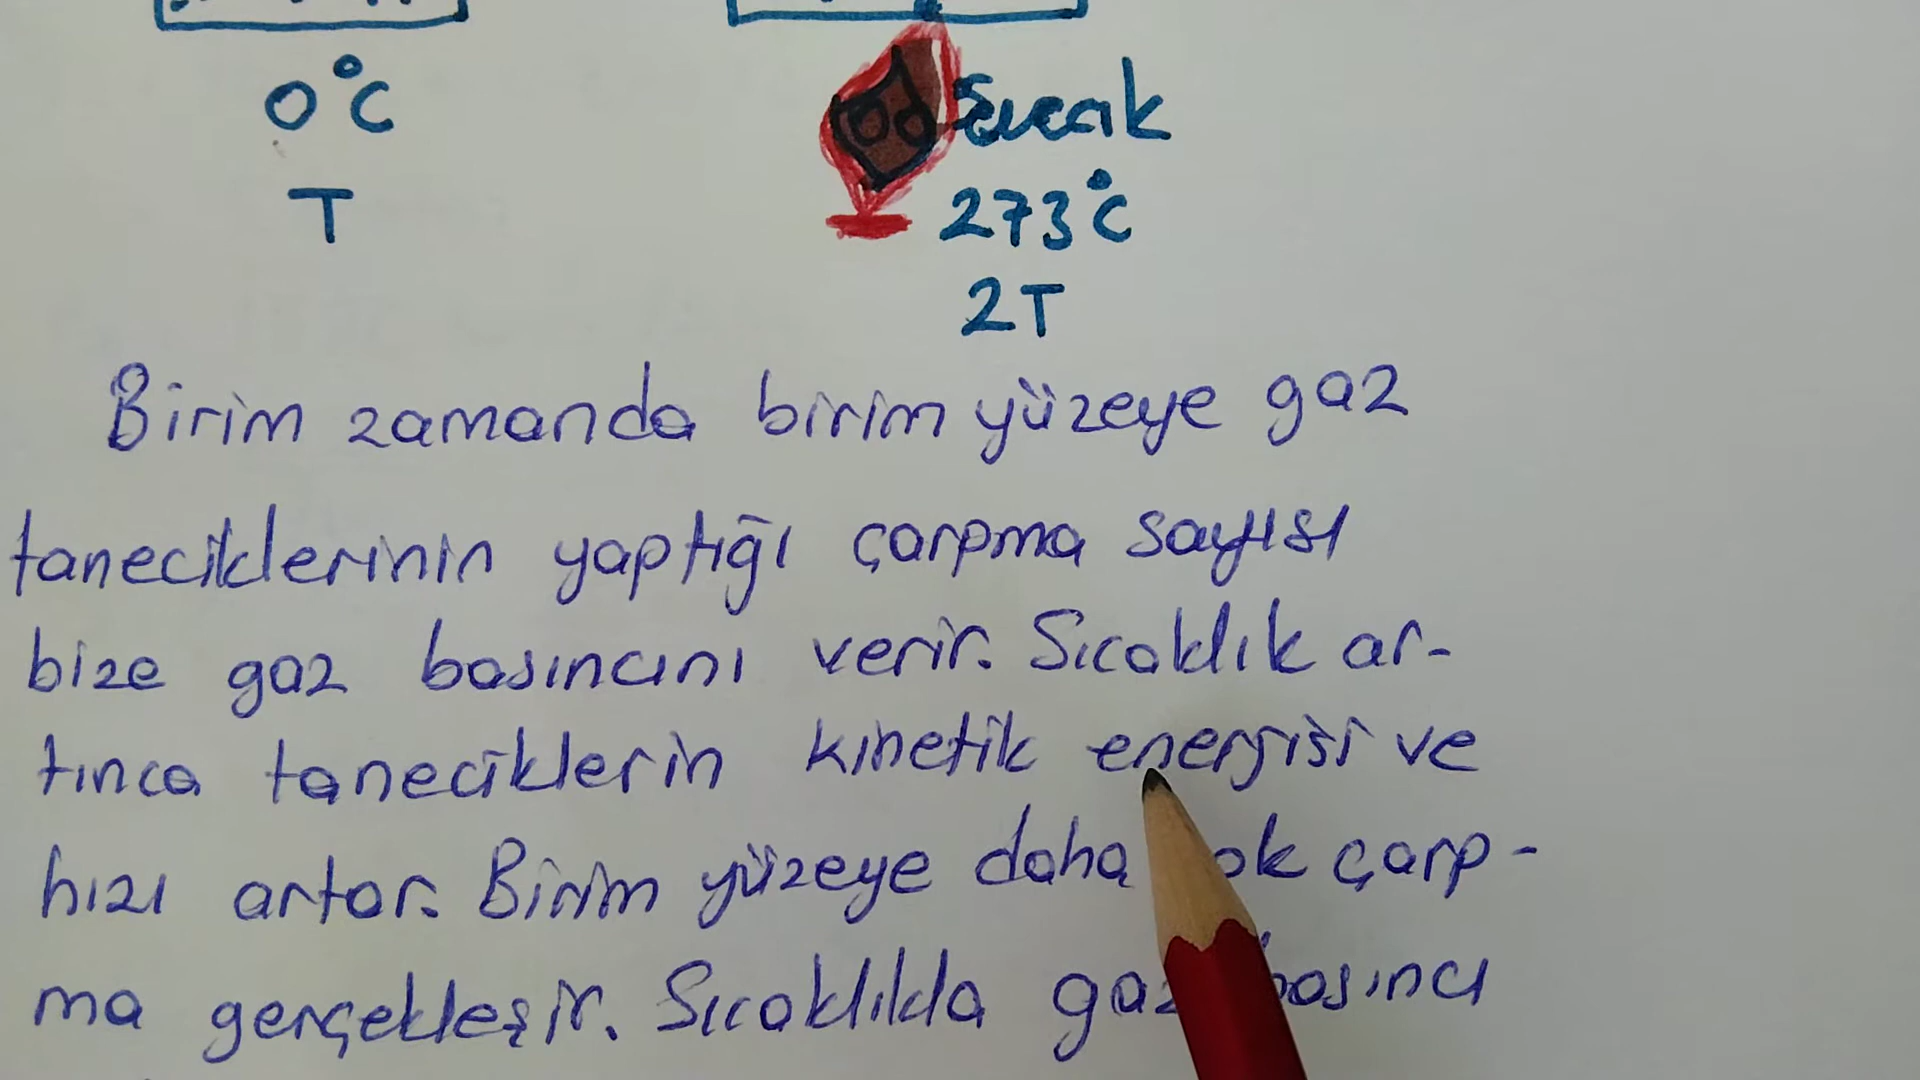 0°C
Sıcak
273°C
T
2T
Birim zamanda birim yüzeye gaz
taneciklerinin yaptığı çarpma sayısı
bize gaz basıncını verir. Sıcaklık ar-
tınca taneciklerin kinetik enerjisi ve
hızı artar. Birim yüzeye daha çok çarp-
ma gerçekleşir. Sıcaklıkla gaz basıncı